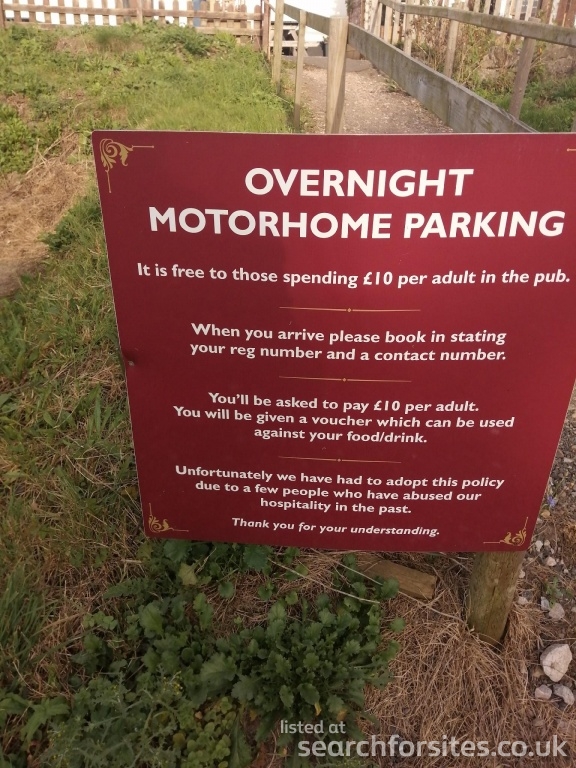 OVERNIGHT
MOTORHOME PARKING
It is free to those spending £10 per adult in the pub.
When you arrive please book in stating
your reg number and a contact number.
You'll be asked to pay £10 per adult.
You will be given a voucher which can be used
against your food/drink.
Unfortunately we have had to adopt this policy
due to a few people who have abused our
hospitality in the past.
Thank you for your understanding.
listed at
searchforsites.co.uk